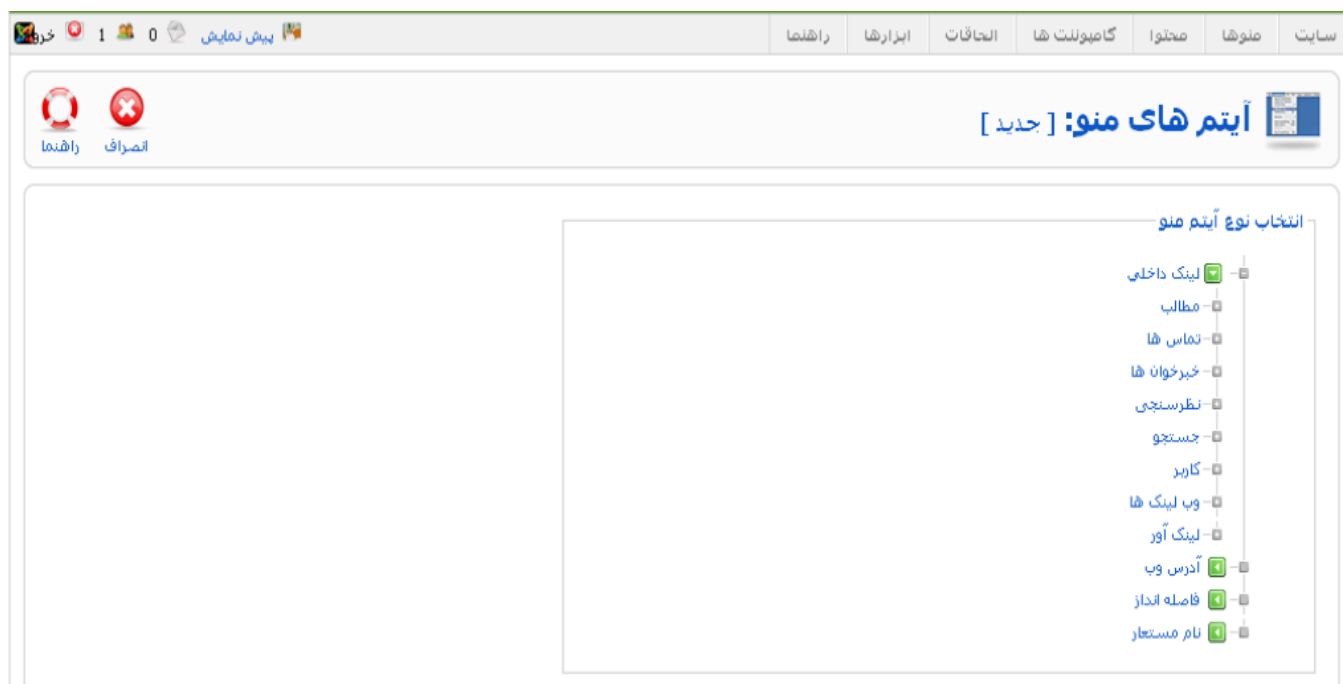 سایت منوها محتوا کامپوننت ها الحاقات ابزارها راهنما پیش نمایش 0 1 خروج
آیتم های منو: [ جدید ]
انصراف راهنما
انتخاب نوع آیتم منو
لینک داخلی
مطالب
تماس ها
خبرخوان ها
نظرسنجی
جستجو
کاربر
وب لینک ها
لینک آور
آدرس وب
فاصله انداز
نام مستعار